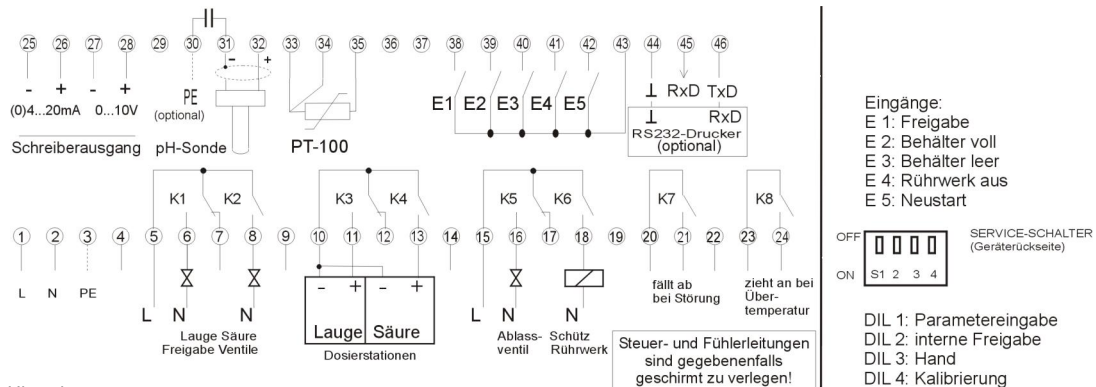 25 26 27 28 29 30 31 32 33 34 35 36 37 38 39 40 41 42 43 44 45 46
- + - + - +
(0)4...20mA 0...10V
Schreiberausgang
PE
(optional)
pH-Sonde
PT-100
E1 E2 E3 E4 E5
⊥ RxD TxD
⊥ RxD
RS232-Drucker
(optional)
K1 K2 K3 K4 K5 K6 K7 K8
1 2 3 4 5 6 7 8 9 10 11 12 13 14 15 16 17 18 19 20 21 22 23 24
L N PE
L N N
Lauge Säure
Freigabe Ventile
- + - +
Lauge Säure
Dosierstationen
L N N
Ablass-
ventil
Schütz
Rührwerk
fällt ab
bei Störung
zieht an bei
Über-
temperatur
Steuer- und Fühlerleitungen
sind gegebenenfalls
geschirmt zu verlegen!
Eingänge:
E 1: Freigabe
E 2: Behälter voll
E 3: Behälter leer
E 4: Rührwerk aus
E 5: Neustart
OFF
ON
S1 2 3 4
SERVICE-SCHALTER
(Geräterückseite)
DIL 1: Parametereingabe
DIL 2: interne Freigabe
DIL 3: Hand
DIL 4: Kalibrierung